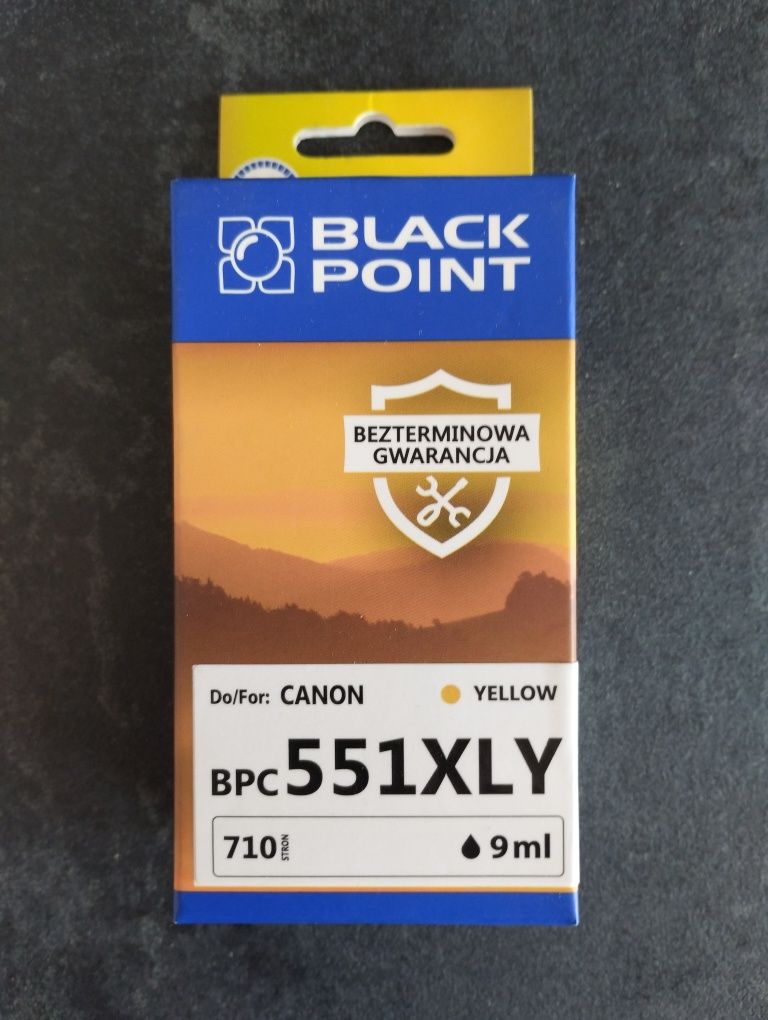 BLACK
POINT
BEZTERMINOWA
GWARANCJA
Do/For: CANON YELLOW
BPC 551XLY
710 STRON 9ml